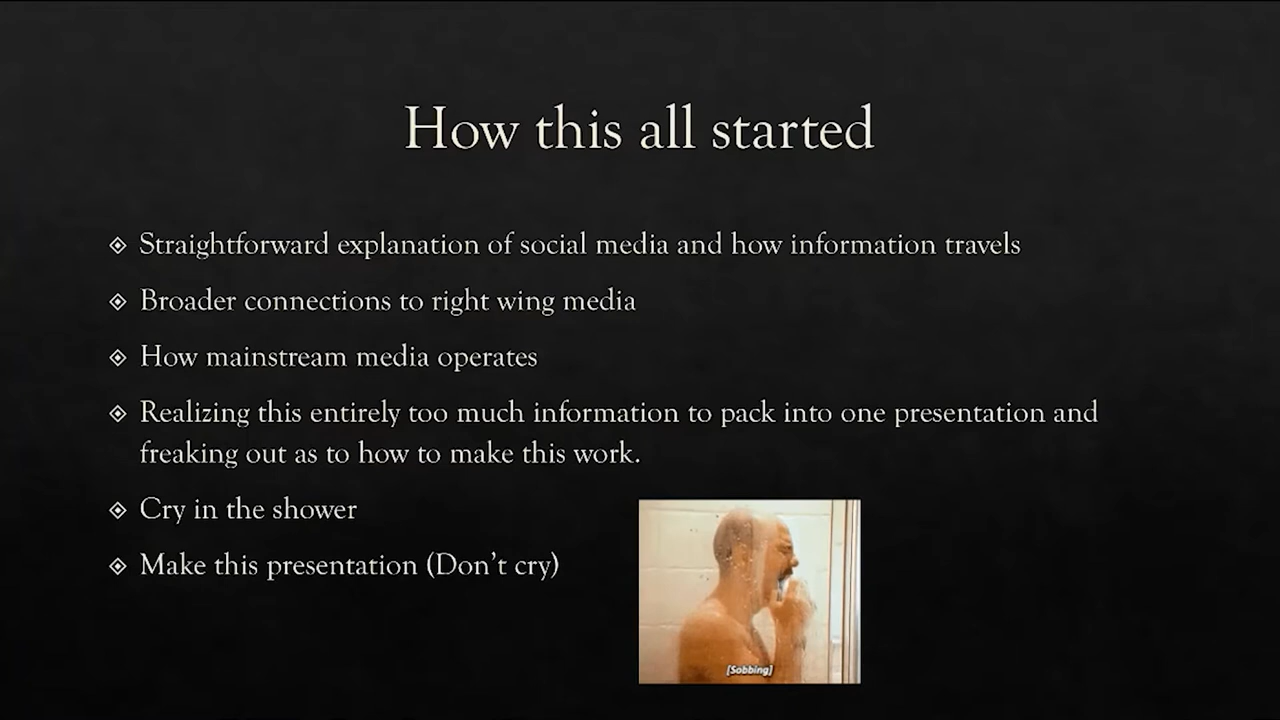 How this all started
Straightforward explanation of social media and how information travels
Broader connections to right wing media
How mainstream media operates
Realizing this entirely too much information to pack into one presentation and
freaking out as to how to make this work.
Cry in the shower
Make this presentation (Don’t cry)
[Sobbing]